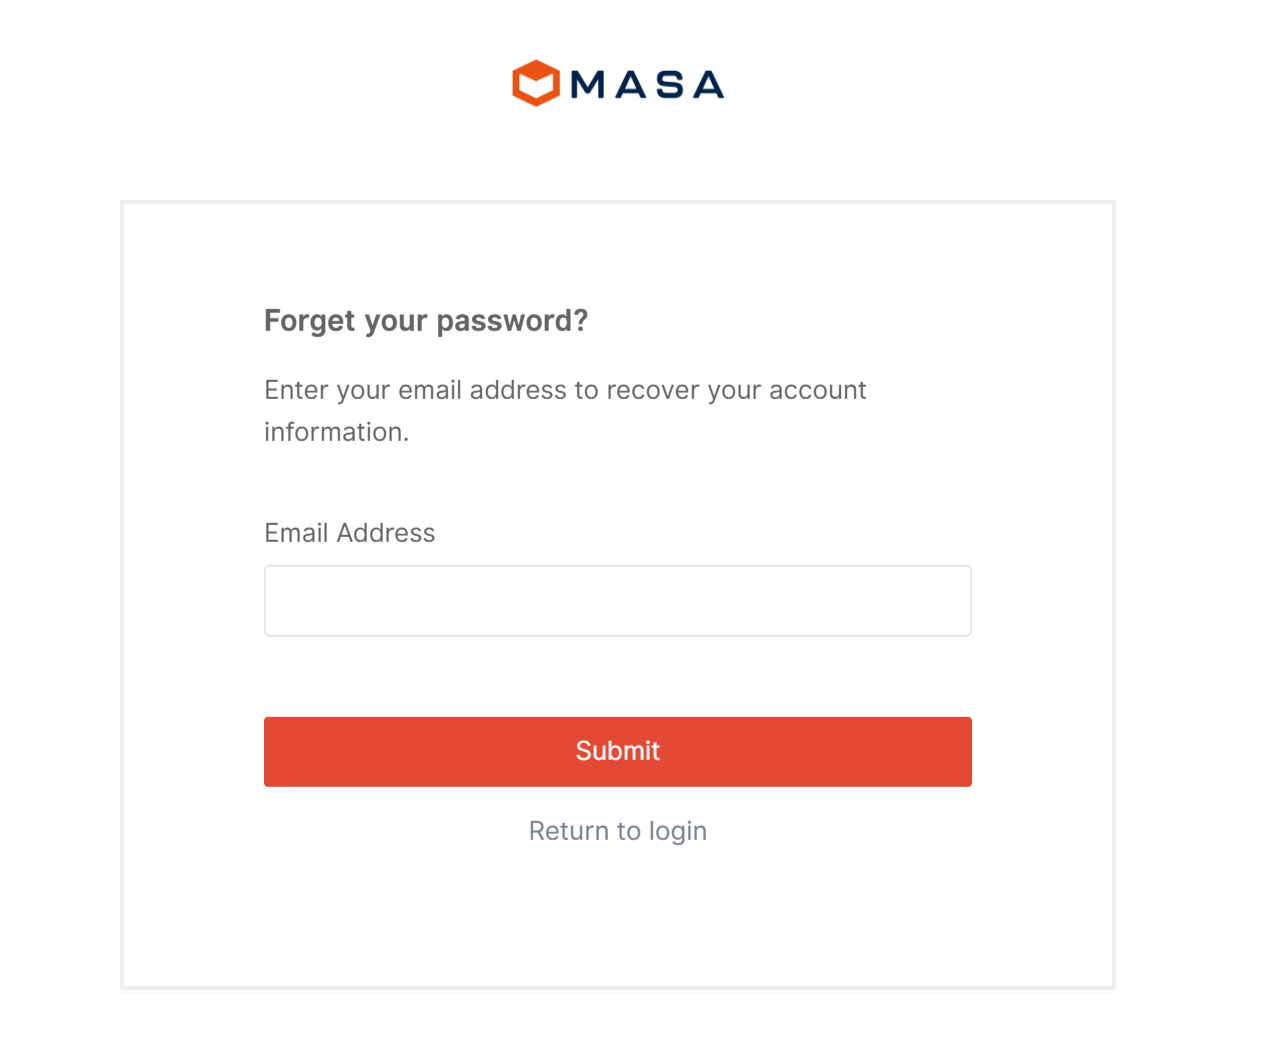 MASA
Forget your password?
Enter your email address to recover your account
information.
Email Address
Submit
Return to login